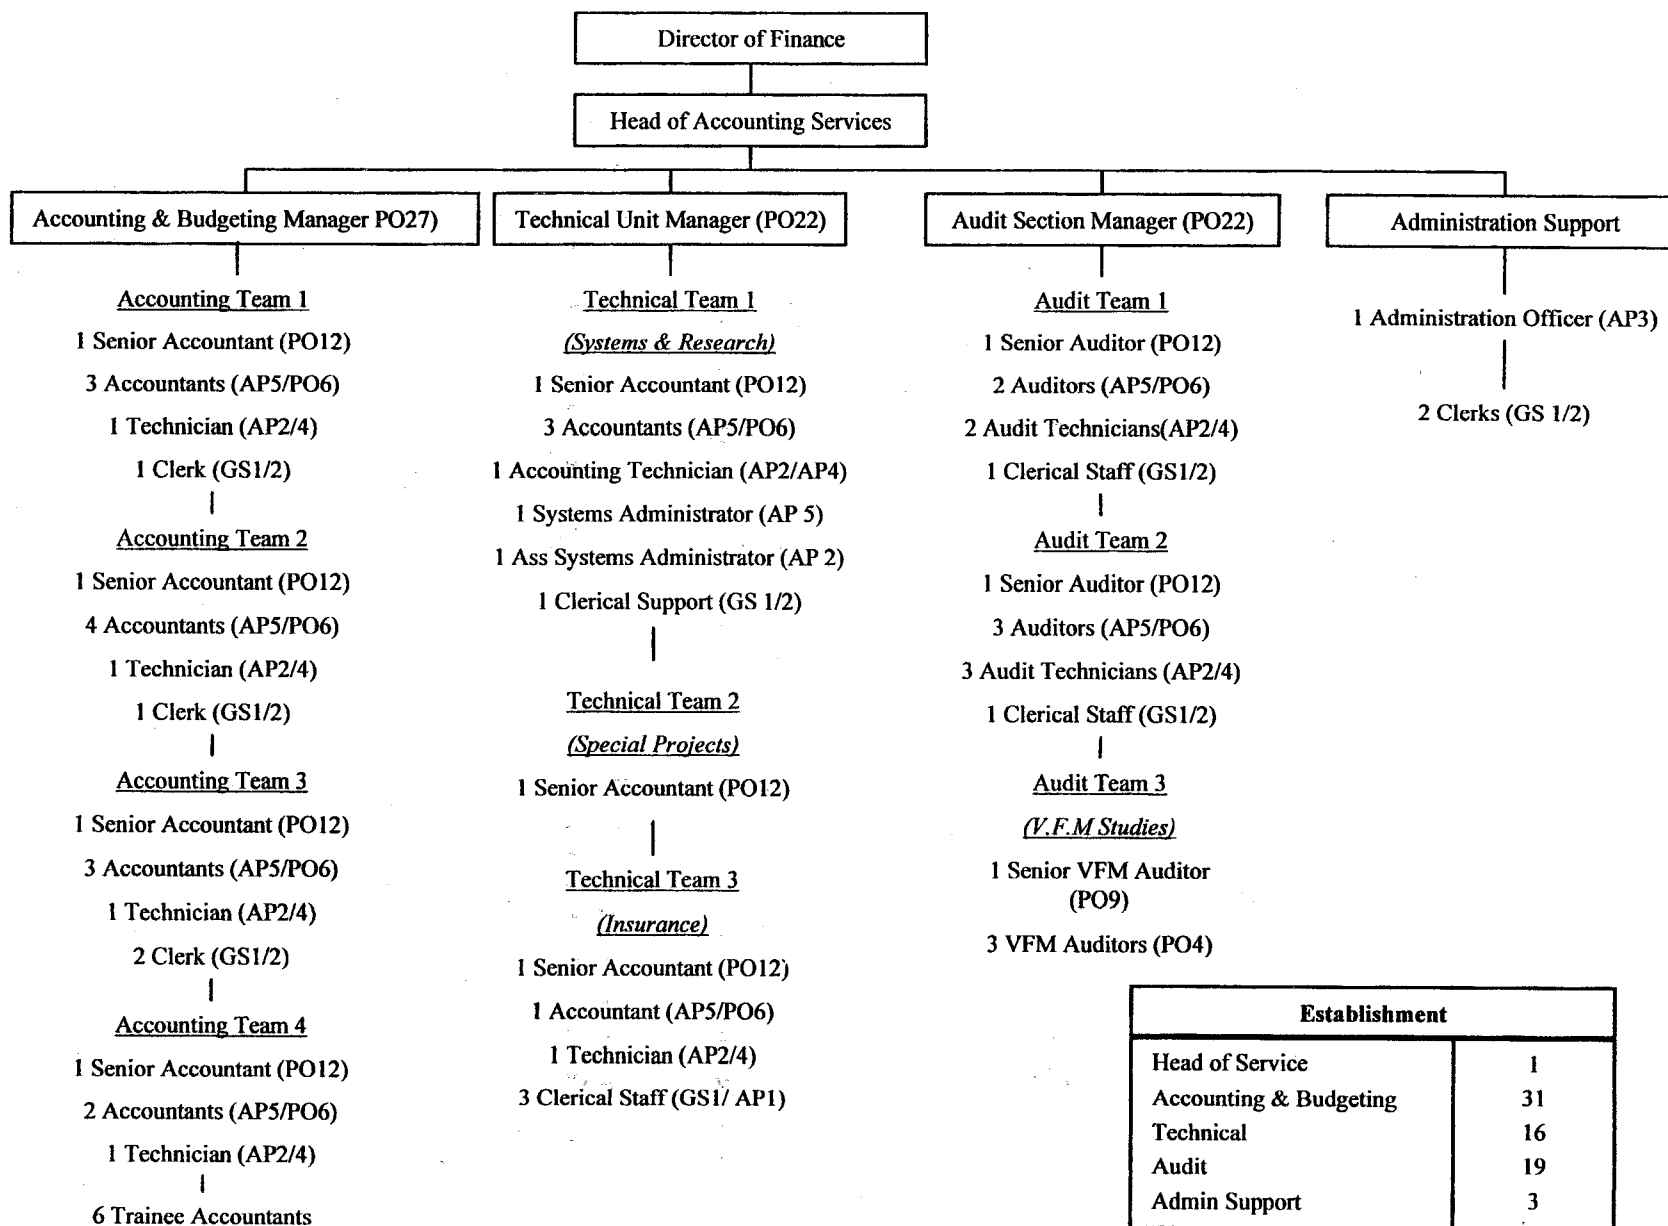 Director of Finance
Head of Accounting Services
Accounting & Budgeting Manager PO27)
Accounting Team 1
1 Senior Accountant (PO12)
3 Accountants (AP5/PO6)
1 Technician (AP2/4)
1 Clerk (GS1/2)
Accounting Team 2
1 Senior Accountant (PO12)
4 Accountants (AP5/PO6)
1 Technician (AP2/4)
1 Clerk (GS1/2)
Accounting Team 3
1 Senior Accountant (PO12)
3 Accountants (AP5/PO6)
1 Technician (AP2/4)
2 Clerk (GS1/2)
Accounting Team 4
1 Senior Accountant (PO12)
2 Accountants (AP5/PO6)
1 Technician (AP2/4)
6 Trainee Accountants
Technical Unit Manager (PO22)
Technical Team 1
(Systems & Research)
1 Senior Accountant (PO12)
3 Accountants (AP5/PO6)
1 Accounting Technician (AP2/AP4)
1 Systems Administrator (AP 5)
1 Ass Systems Administrator (AP 2)
1 Clerical Support (GS 1/2)
Technical Team 2
(Special Projects)
1 Senior Accountant (PO12)
Technical Team 3
(Insurance)
1 Senior Accountant (PO12)
1 Accountant (AP5/PO6)
1 Technician (AP2/4)
3 Clerical Staff (GS1/ AP1)
Audit Section Manager (PO22)
Audit Team 1
1 Senior Auditor (PO12)
2 Auditors (AP5/PO6)
2 Audit Technicians(AP2/4)
1 Clerical Staff (GS1/2)
Audit Team 2
1 Senior Auditor (PO12)
3 Auditors (AP5/PO6)
3 Audit Technicians (AP2/4)
1 Clerical Staff (GS1/2)
Audit Team 3
(V.F.M Studies)
1 Senior VFM Auditor
(PO9)
3 VFM Auditors (PO4)
Administration Support
1 Administration Officer (AP3)
2 Clerks (GS 1/2)
Establishment
Head of Service 1
Accounting & Budgeting 31
Technical 16
Audit 19
Admin Support 3